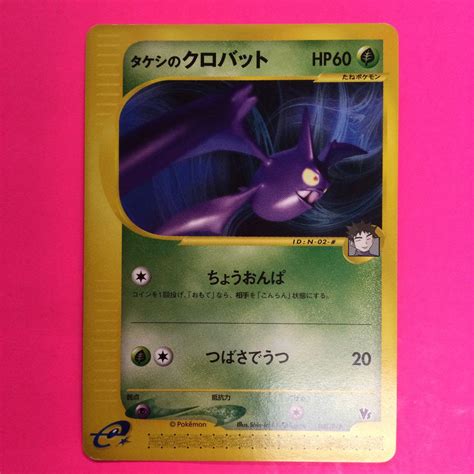 タケシのクロバット HP60
たねポケモン
ID:N-02-#
ちょうおんぱ
コインを1回投げ、「おもて」なら、相手を「こんらん」状態にする。
つばさでうつ 20
弱点 抵抗力
©Pokémon Illus.
VS
e